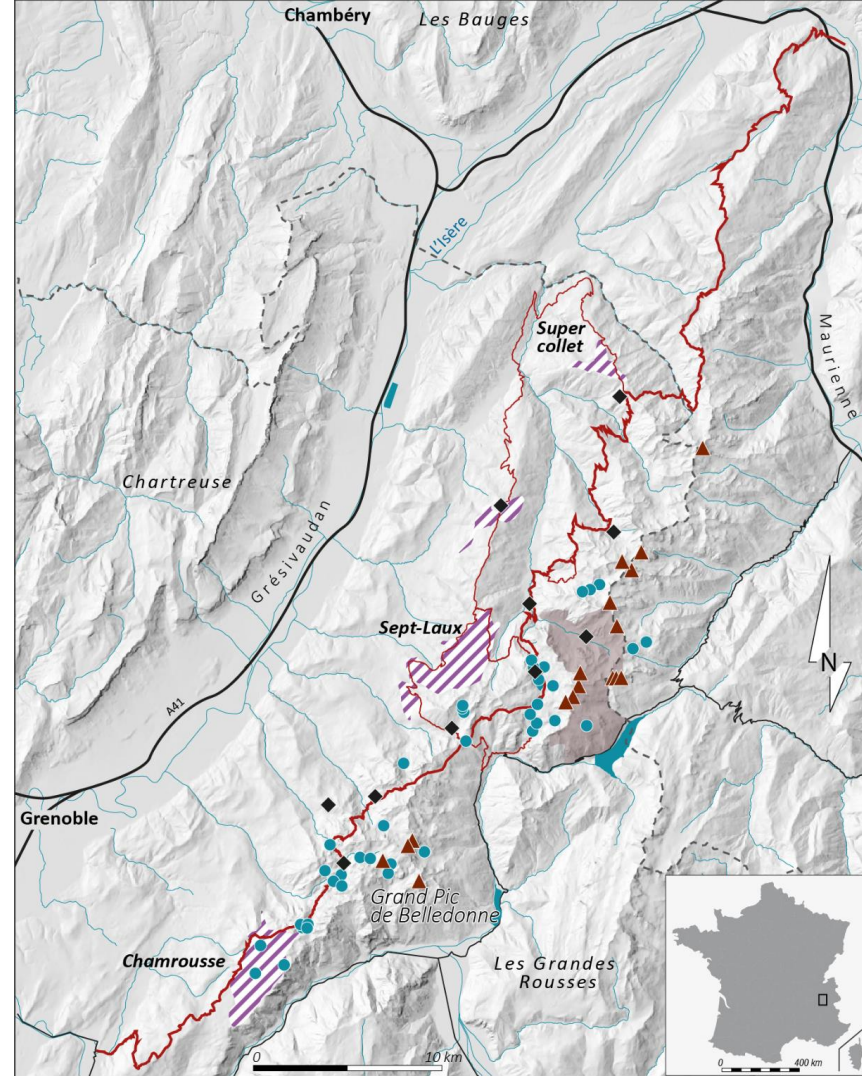 Chambéry
Les Bauges
L'Isère
Super
collet
Maurienne
Chartreuse
Grésivaudan
Sept-Laux
N
A41
Grenoble
Grand Pic
de Belledonne
Chamrousse
Les Grandes
Rousses
0 10 km
0 400 km